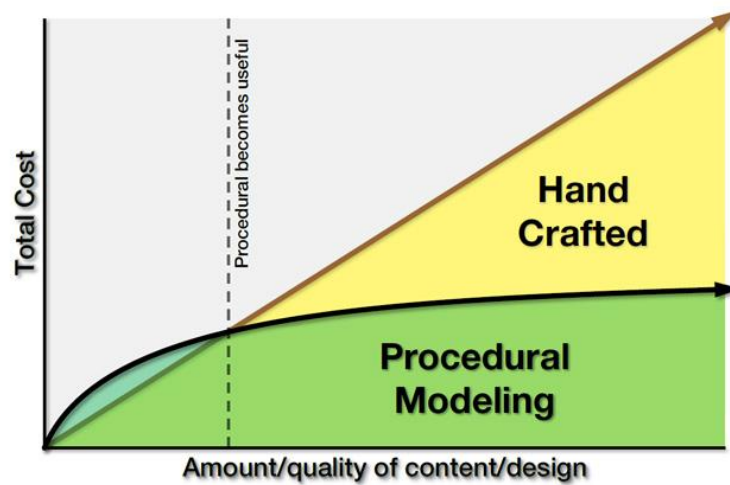 Total Cost
Procedural becomes useful
Hand
Crafted
Procedural
Modeling
Amount/quality of content/design